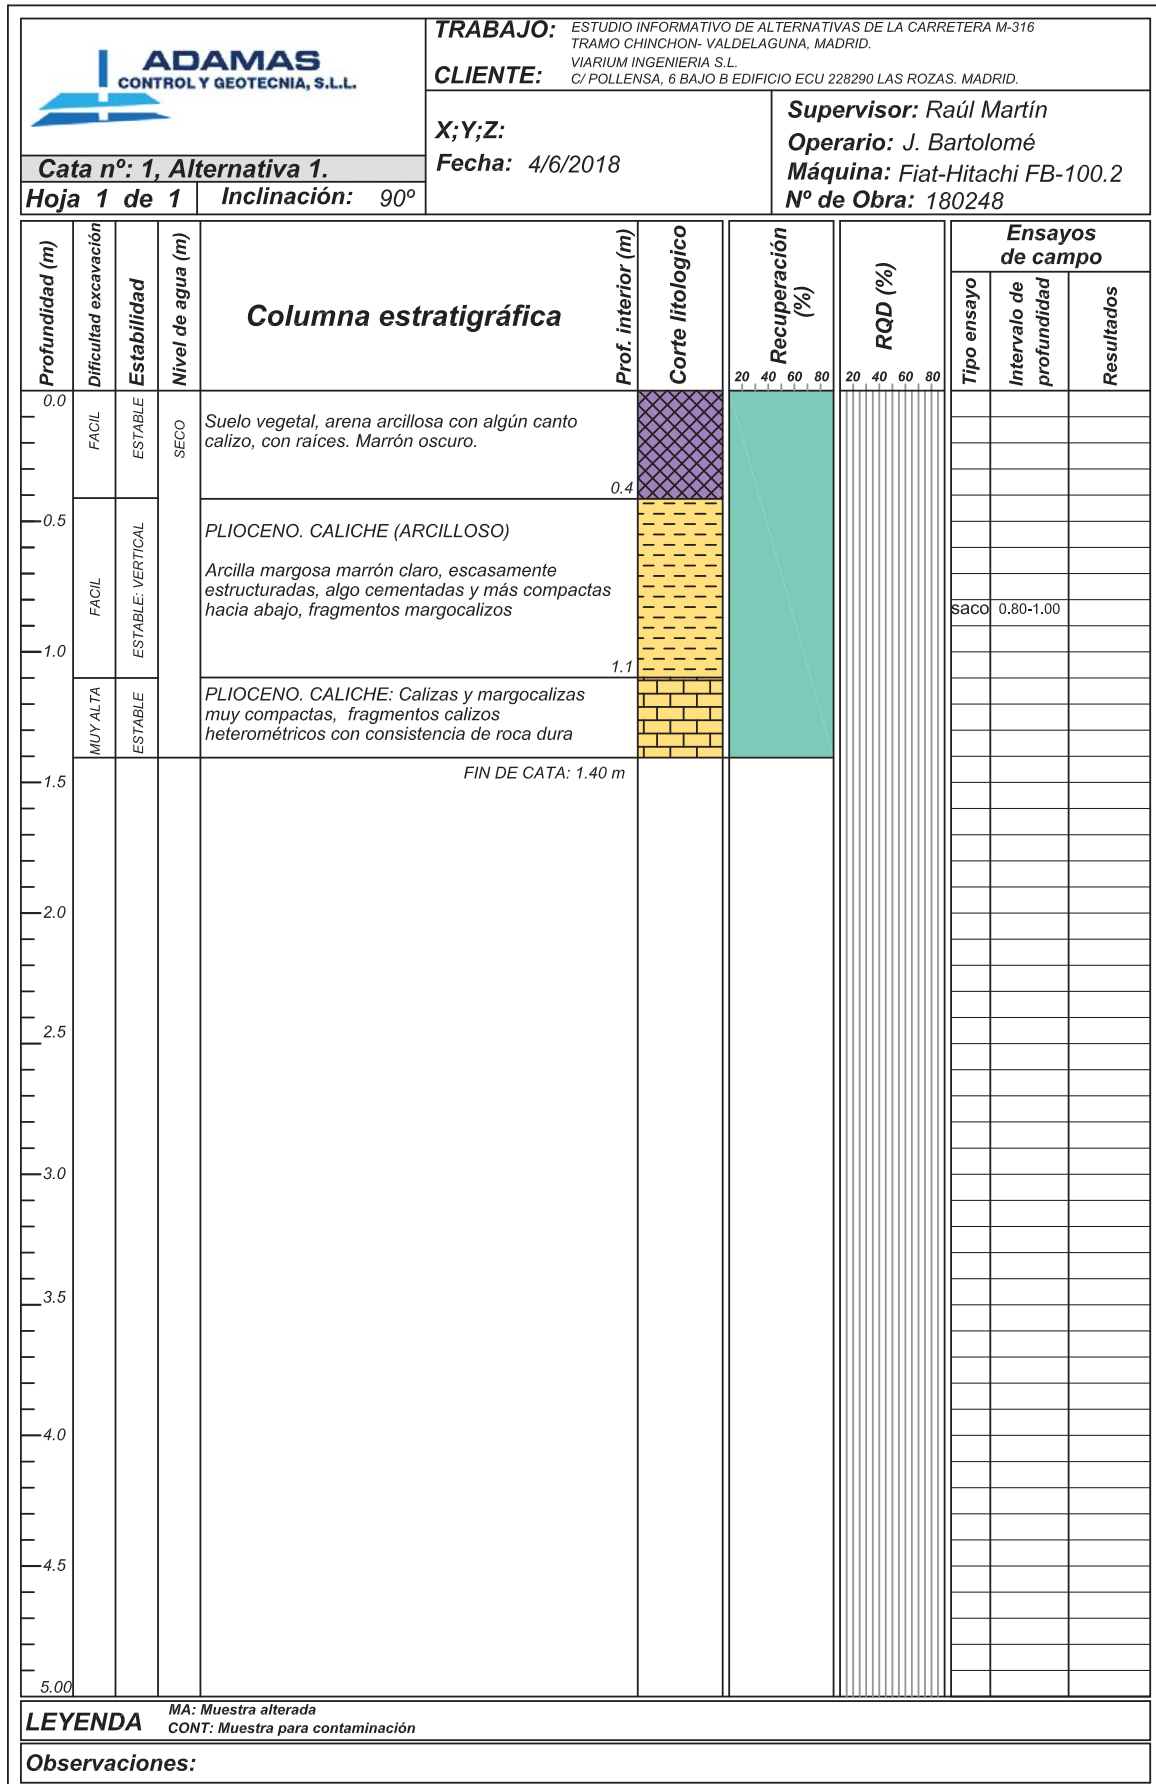 ADAMAS
CONTROL Y GEOTECNIA, S.L.L.
Cata nº: 1, Alternativa 1.
Hoja 1 de 1
Inclinación: 90º
TRABAJO: ESTUDIO INFORMATIVO DE ALTERNATIVAS DE LA CARRETERA M-316
TRAMO CHINCHON- VALDELAGUNA, MADRID.
CLIENTE: VIARIUM INGENIERIA S.L.
C/ POLLENSA, 6 BAJO B EDIFICIO ECU 228290 LAS ROZAS. MADRID.
X;Y;Z:
Fecha: 4/6/2018
Supervisor: Raúl Martín
Operario: J. Bartolomé
Máquina: Fiat-Hitachi FB-100.2
Nº de Obra: 180248
Profundidad (m)
Dificultad excavación
Estabilidad
Nivel de agua (m)
Columna estratigráfica
Prof. interior (m)
Corte litologico
Recuperación
(%)
20 40 60 80
RQD (%)
20 40 60 80
Ensayos
de campo
Tipo ensayo
Intervalo de
profundidad
Resultados
0.0
FACIL
ESTABLE
SECO
Suelo vegetal, arena arcillosa con algún canto
calizo, con raíces. Marrón oscuro.
0.4
0.5
FACIL
ESTABLE: VERTICAL
PLIOCENO. CALICHE (ARCILLOSO)
Arcilla margosa marrón claro, escasamente
estructuradas, algo cementadas y más compactas
hacia abajo, fragmentos margocalizos
saco 0.80-1.00
1.0
1.1
MUY ALTA
ESTABLE
PLIOCENO. CALICHE: Calizas y margocalizas
muy compactas, fragmentos calizos
heterométricos con consistencia de roca dura
FIN DE CATA: 1.40 m
1.5
2.0
2.5
3.0
3.5
4.0
4.5
5.00
LEYENDA
MA: Muestra alterada
CONT: Muestra para contaminación
Observaciones: